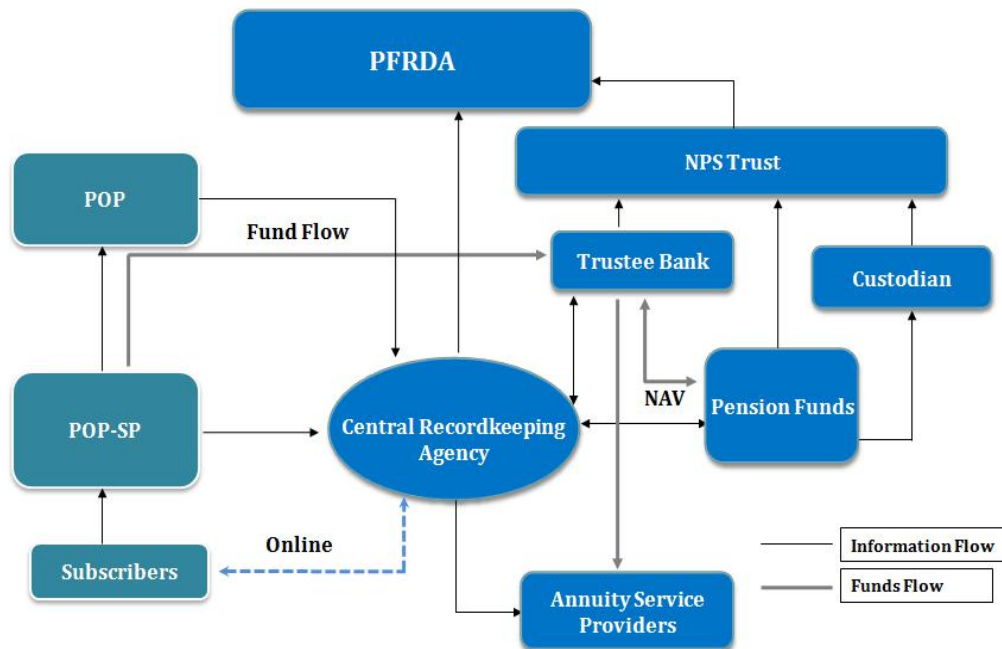 PFRDA
NPS Trust
POP
Fund Flow
Trustee Bank
Custodian
POP-SP
Central Recordkeeping
Agency
NAV
Pension Funds
Online
Subscribers
Information Flow
Funds Flow
Annuity Service
Providers